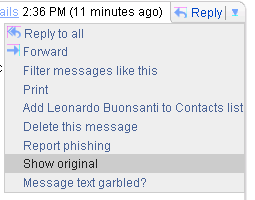 ails 2:36 PM (11 minutes ago) Reply
Reply to all
Forward
Filter messages like this
Print
Add Leonardo Buonsanti to Contacts list
Delete this message
Report phishing
Show original
Message text garbled?